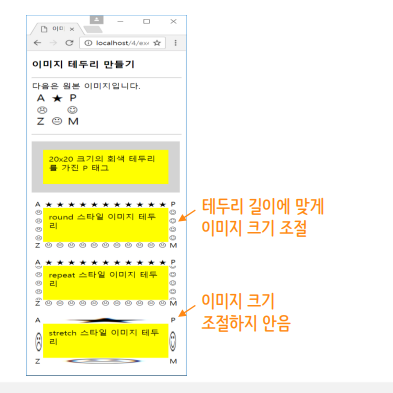 이미지
localhost/4/ex
이미지 테두리 만들기
다음은 원본 이미지입니다.
A ★ P
☹ ☺
Z ☹ M
20x20 크기의 회색 테두리
를 가진 P 태그
A ★ ★ ★ ★ ★ ★ ★ ★ ★ ★ P
round 스타일 이미지 테두
리
Z M
테두리 길이에 맞게
이미지 크기 조절
A ★ ★ ★ ★ ★ ★ ★ ★ ★ ★ P
repeat 스타일 이미지 테두
리
Z M
이미지 크기
조절하지 안음
A P
stretch 스타일 이미지 테두
리
Z M